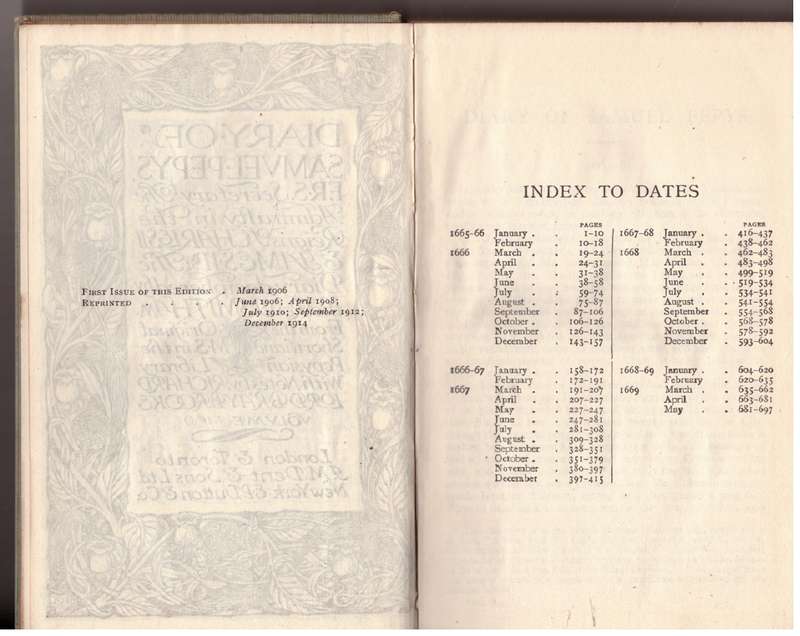 FIRST ISSUE OF THIS EDITION . March 1906
REPRINTED . . . . . June 1906; April 1908;
July 1910; September 1912;
December 1914
INDEX TO DATES
PAGES PAGES
1665-66 January . . 1-10 1667-68 January . . 416-437
February . 10-18 February . 438-462
1666 March . . 19-24 1668 March . . 462-483
April . . 24-31 April . . 483-498
May . . 31-38 May . . 499-519
June . . 38-58 June . . 519-534
July . . 59-74 July . . 534-541
August . . 75-87 August . . 541-554
September . 87-106 September . 554-568
October . . 106-126 October . . 568-578
November . 126-143 November . 578-592
December . 143-157 December . 593-604
1666-67 January . . 158-172 1668-69 January . . 604-620
February . 172-191 February . 620-635
1667 March . . 191-207 1669 March . . 635-662
April . . 207-227 April . . 663-681
May . . 227-247 May . . 681-697
June . . 247-281
July . . 281-308
August . . 309-328
September . 328-351
October . . 351-379
November . 380-397
December . 397-415